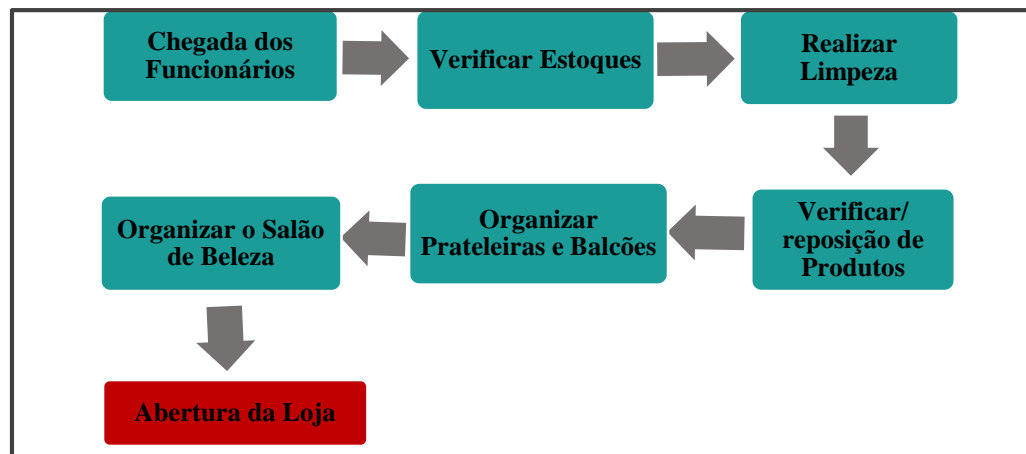 Chegada dos
Funcionários
Verificar Estoques
Realizar
Limpeza
Verificar/
reposição de
Produtos
Organizar
Prateleiras e Balcões
Organizar o Salão
de Beleza
Abertura da Loja